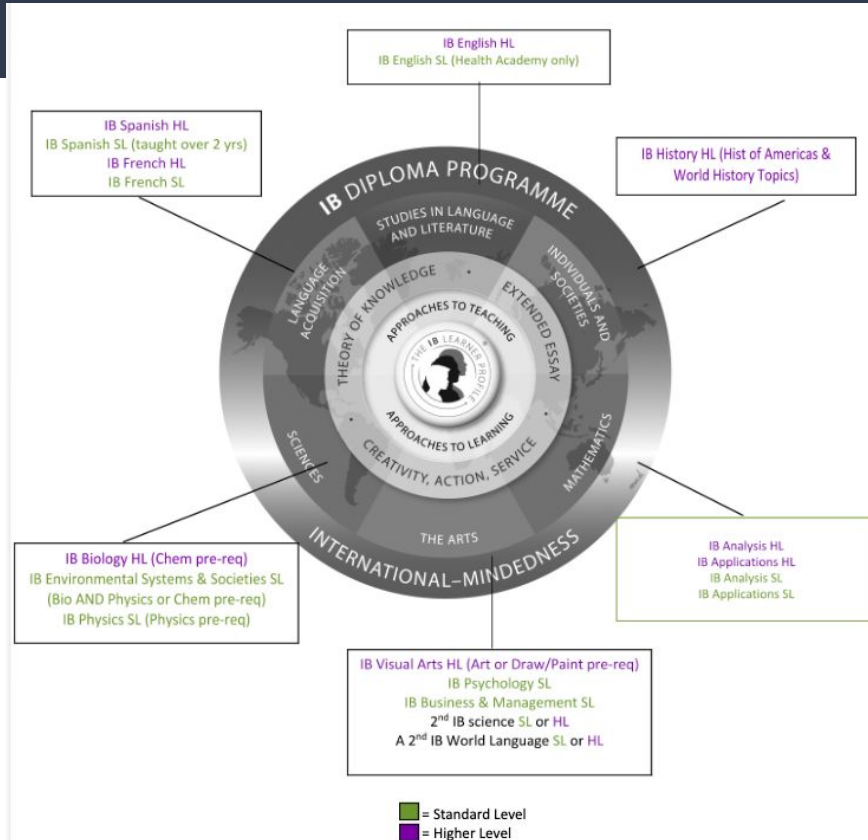 IB English HL
IB English SL (Health Academy only)
IB Spanish HL
IB Spanish SL (taught over 2 yrs)
IB French HL
IB French SL
IB History HL (Hist of Americas &
World History Topics)
IB DIPLOMA PROGRAMME
STUDIES IN LANGUAGE
AND LITERATURE
LANGUAGE
ACQUISITION
INDIVIDUALS AND
SOCIETIES
THEORY OF KNOWLEDGE
EXTENDED ESSAY
APPROACHES TO TEACHING
THE IB LEARNER PROFILE
APPROACHES TO LEARNING
CREATIVITY, ACTION, SERVICE
SCIENCES
MATHEMATICS
THE ARTS
INTERNATIONAL–MINDEDNESS
IB Biology HL (Chem pre-req)
IB Environmental Systems & Societies SL
(Bio AND Physics or Chem pre-req)
IB Physics SL (Physics pre-req)
IB Analysis HL
IB Applications HL
IB Analysis SL
IB Applications SL
IB Visual Arts HL (Art or Draw/Paint pre-req)
IB Psychology SL
IB Business & Management SL
2nd IB science SL or HL
A 2nd IB World Language SL or HL
= Standard Level
= Higher Level